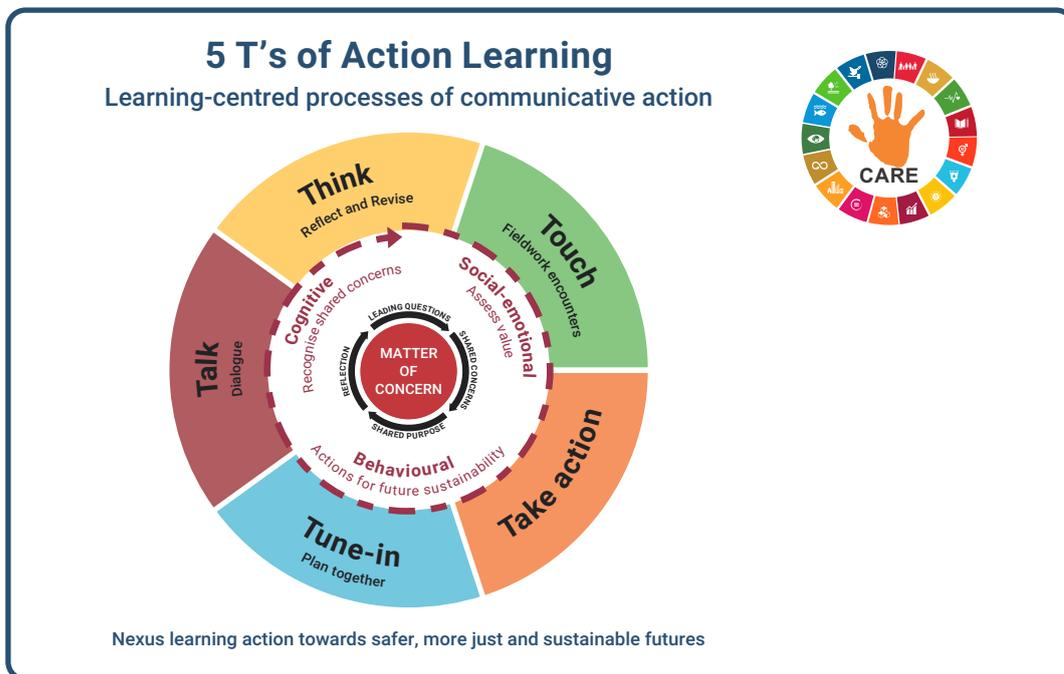 5 T’s of Action Learning
Learning-centred processes of communicative action
CARE
Think
Reflect and Revise
Touch
Fieldwork encounters
Take action
Tune-in
Plan together
Talk
Dialogue
Cognitive
Recognise shared concerns
Social-emotional
Assess value
Behavioural
Actions for future sustainability
LEADING QUESTIONS
SHARED CONCERNS
SHARED PURPOSE
REFLECTION
MATTER
OF
CONCERN
Nexus learning action towards safer, more just and sustainable futures